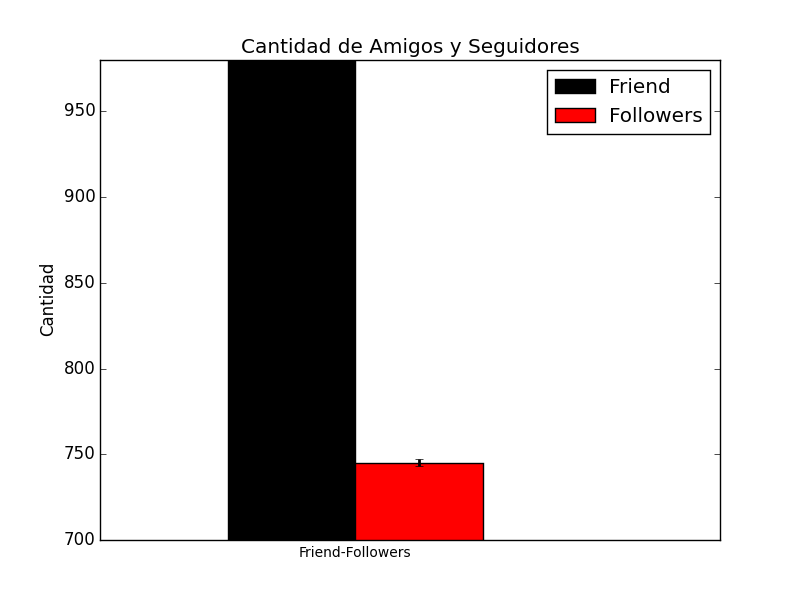 Cantidad de Amigos y Seguidores
Friend
Followers
950
900
850
800
750
700
Cantidad
Friend-Followers